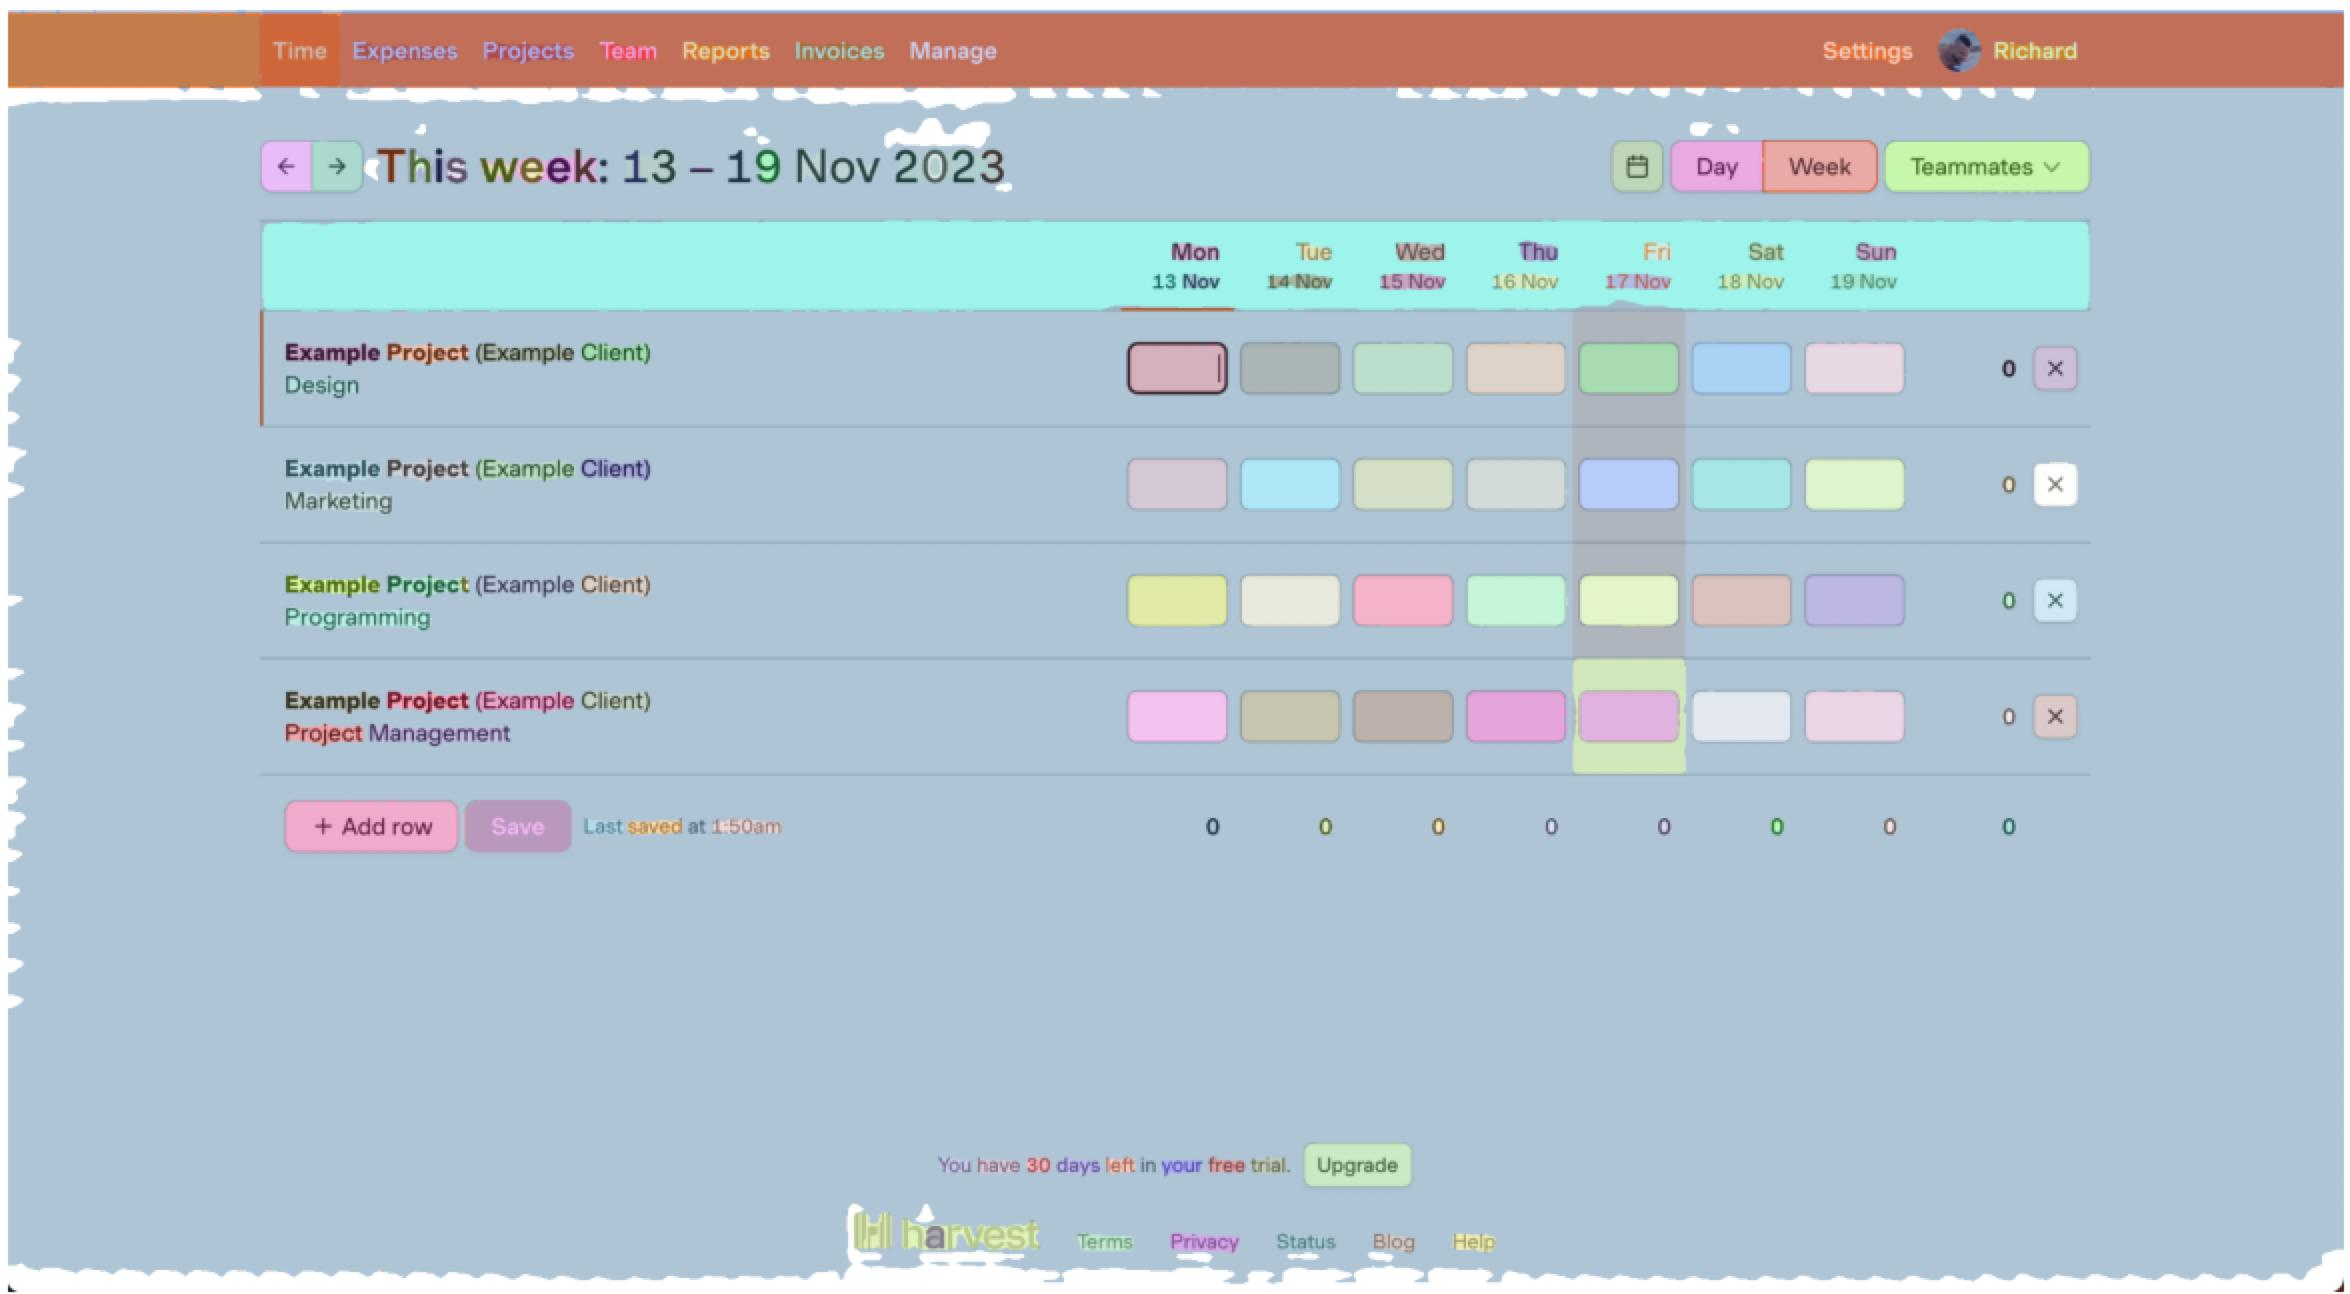 Time Expenses Projects Team Reports Invoices Manage Settings Richard
This week: 13 – 19 Nov 2023 Day Week Teammates
Mon Tue Wed Thu Fri Sat Sun
13 Nov 14 Nov 15 Nov 16 Nov 17 Nov 18 Nov 19 Nov
Example Project (Example Client)
Design
0
Example Project (Example Client)
Marketing
0
Example Project (Example Client)
Programming
0
Example Project (Example Client)
Project Management
0
+ Add row Save Last saved at 1:50am 0 0 0 0 0 0 0 0
You have 30 days left in your free trial. Upgrade
harvest Terms Privacy Status Blog Help